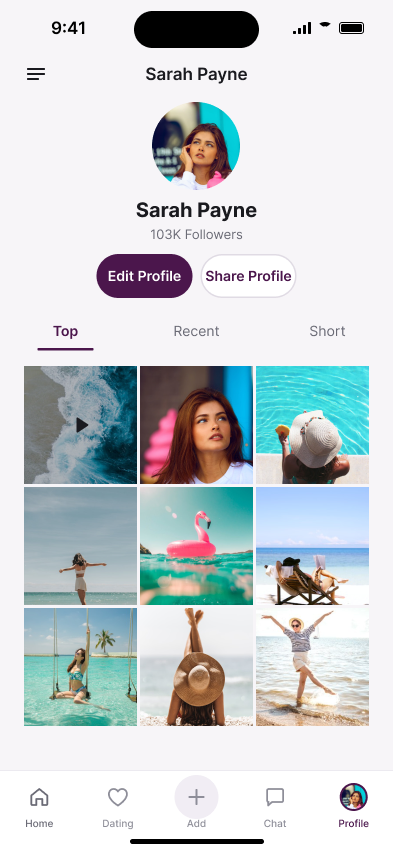 9:41
Sarah Payne
Sarah Payne
103K Followers
Edit Profile
Share Profile
Top
Recent
Short
Home
Dating
Add
Chat
Profile